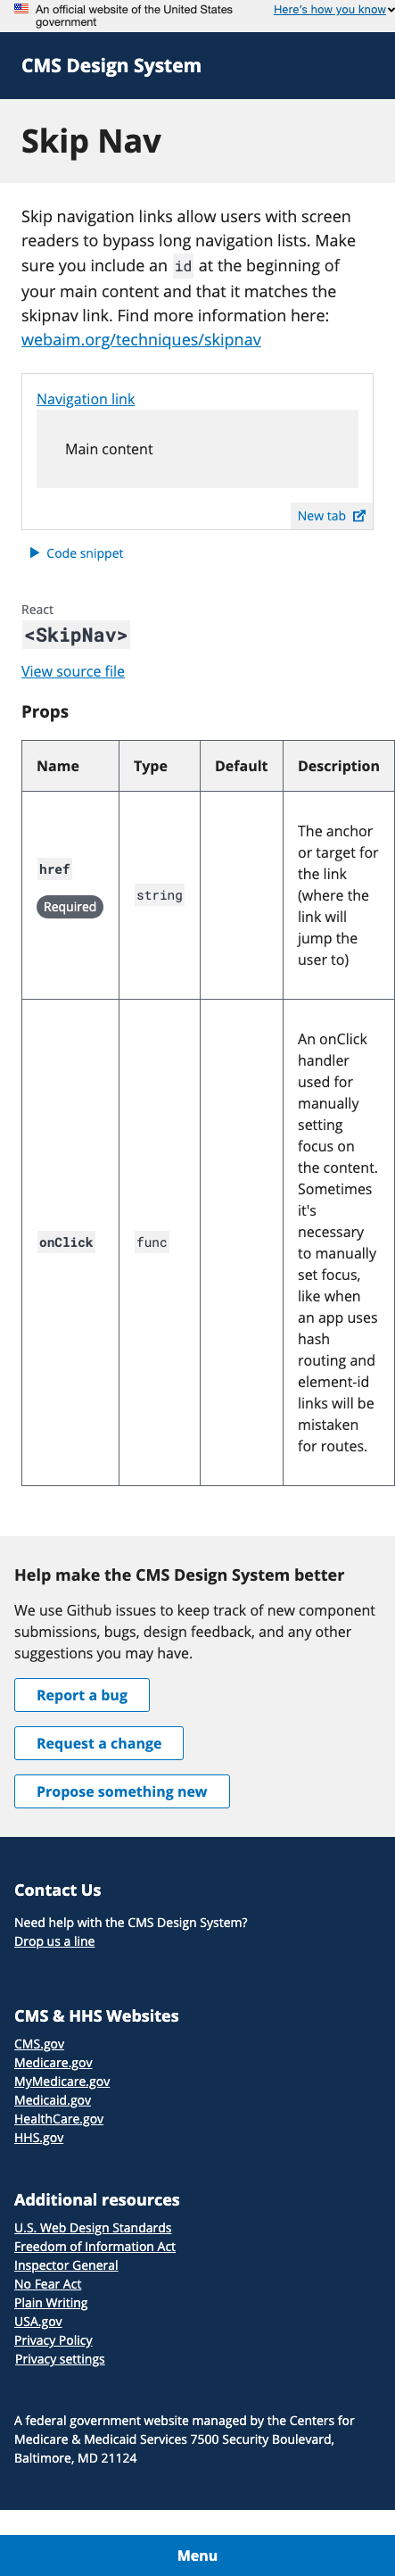 An official website of the United States
government
Here's how you know
CMS Design System
Skip Nav
Skip navigation links allow users with screen
readers to bypass long navigation lists. Make
sure you include an id at the beginning of
your main content and that it matches the
skipnav link. Find more information here:
webaim.org/techniques/skipnav
Navigation link
Main content
New tab
Code snippet
React
<SkipNav>
View source file
Props
Name Type Default Description
href
Required
string
The anchor
or target for
the link
(where the
link will
jump the
user to)
onClick
func
An onClick
handler
used for
manually
setting
focus on
the content.
Sometimes
it's
necessary
to manually
set focus,
like when
an app uses
hash
routing and
element-id
links will be
mistaken
for routes.
Help make the CMS Design System better
We use Github issues to keep track of new component
submissions, bugs, design feedback, and any other
suggestions you may have.
Report a bug
Request a change
Propose something new
Contact Us
Need help with the CMS Design System?
Drop us a line
CMS & HHS Websites
CMS.gov
Medicare.gov
MyMedicare.gov
Medicaid.gov
HealthCare.gov
HHS.gov
Additional resources
U.S. Web Design Standards
Freedom of Information Act
Inspector General
No Fear Act
Plain Writing
USA.gov
Privacy Policy
Privacy settings
A federal government website managed by the Centers for
Medicare & Medicaid Services 7500 Security Boulevard,
Baltimore, MD 21124
Menu